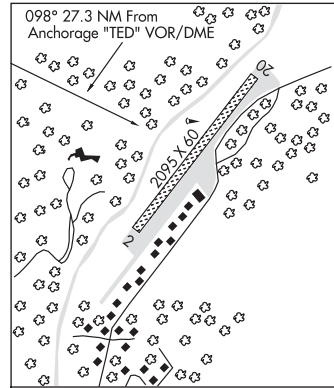 098° 27.3 NM From
Anchorage "TED" VOR/DME
20
2095 X 60
2